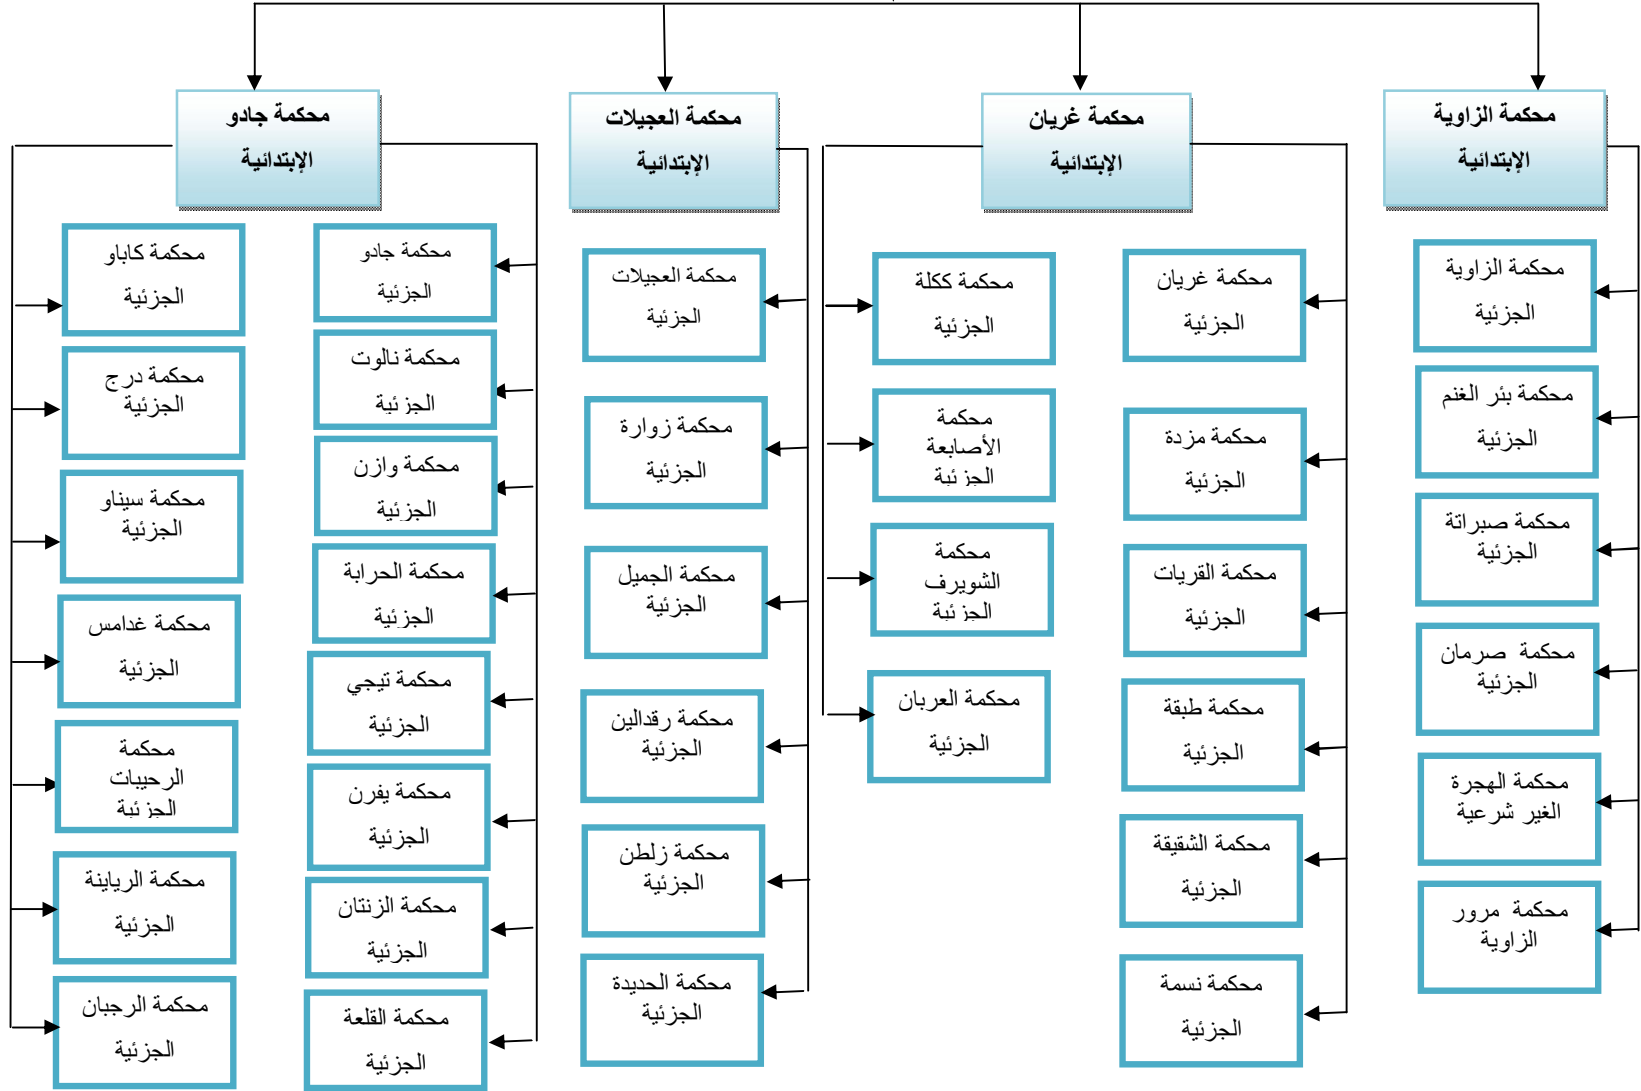 محكمة الزاوية
الإبتدائية
محكمة غريان
الإبتدائية
محكمة العجيلات
الإبتدائية
محكمة جادو
الإبتدائية
محكمة الزاوية
الجزئية
محكمة بئر الغنم
الجزئية
محكمة صبراتة
الجزئية
محكمة صرمان
الجزئية
محكمة الهجرة
الغير شرعية
محكمة مرور
الزاوية
محكمة غريان
الجزئية
محكمة مزدة
الجزئية
محكمة القريات
الجزئية
محكمة طبقة
الجزئية
محكمة الشقيقة
الجزئية
محكمة نسمة
الجزئية
محكمة ككلة
الجزئية
محكمة
الأصابعة
الجزئية
محكمة
الشويرف
الجزئية
محكمة العربان
الجزئية
محكمة العجيلات
الجزئية
محكمة زوارة
الجزئية
محكمة الجميل
الجزئية
محكمة رقدالين
الجزئية
محكمة زلطن
الجزئية
محكمة الحديدة
الجزئية
محكمة جادو
الجزئية
محكمة نالوت
الجزئية
محكمة وازن
الجزئية
محكمة الحرابة
الجزئية
محكمة تيجي
الجزئية
محكمة يفرن
الجزئية
محكمة الزنتان
الجزئية
محكمة القلعة
الجزئية
محكمة كاباو
الجزئية
محكمة درج
الجزئية
محكمة سيناو
الجزئية
محكمة غدامس
الجزئية
محكمة
الرحيبات
الجزئية
محكمة الرياينة
الجزئية
محكمة الرجبان
الجزئية